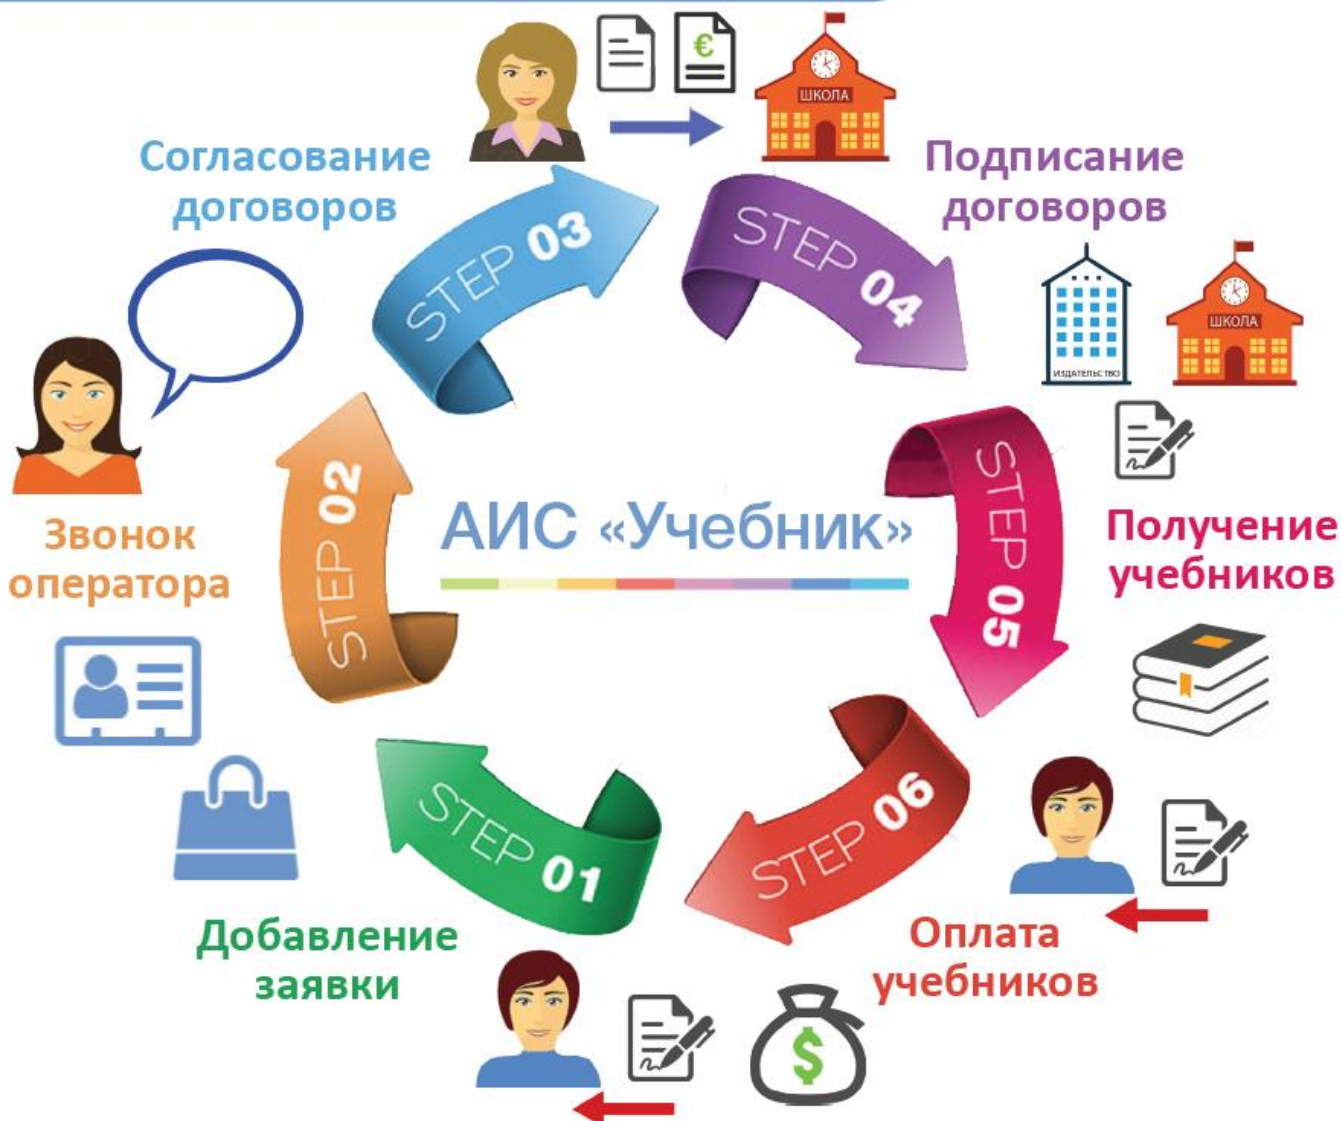 ШКОЛА
Согласование
договоров
Подписание
договоров
STEP 03
STEP 04
ШКОЛА
ИЗДАТЕЛЬСТВО
STEP 02
STEP 05
АИС «Учебник»
Звонок
оператора
Получение
учебников
STEP 01
STEP 06
Добавление
заявки
Оплата
учебников
€
$